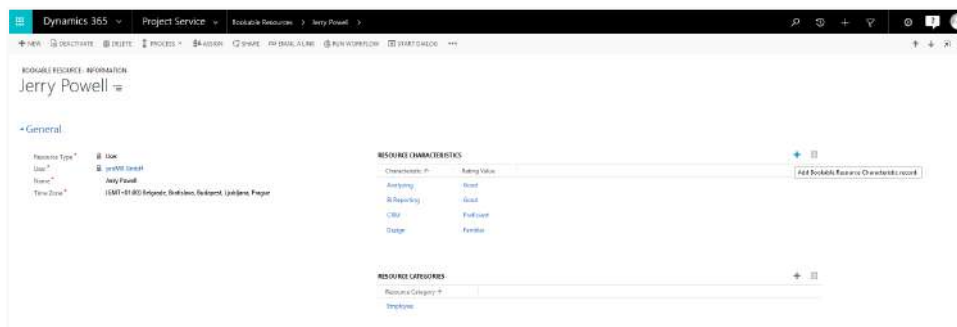 Dynamics 365 Project Service Bookable Resources > Jerry Powell >
+ NEW DEACTIVATE DELETE PROCESS ASSIGN SHARE EMAIL A LINK RUN WORKFLOW START DIALOG ...
BOOKABLE RESOURCE : INFORMATION
Jerry Powell
General
Resource Type * User
User *
Name * Jerry Powell
Time Zone * (GMT+01:00) Belgrade, Bratislava, Budapest, Ljubljana, Prague
RESOURCE CHARACTERISTICS
Add Bookable Resource Characteristic record.
Characteristic Rating Value
Analyzing Good
BI Reporting Good
CRM Proficient
Design Familiar
RESOURCE CATEGORIES
Resource Category
Employee